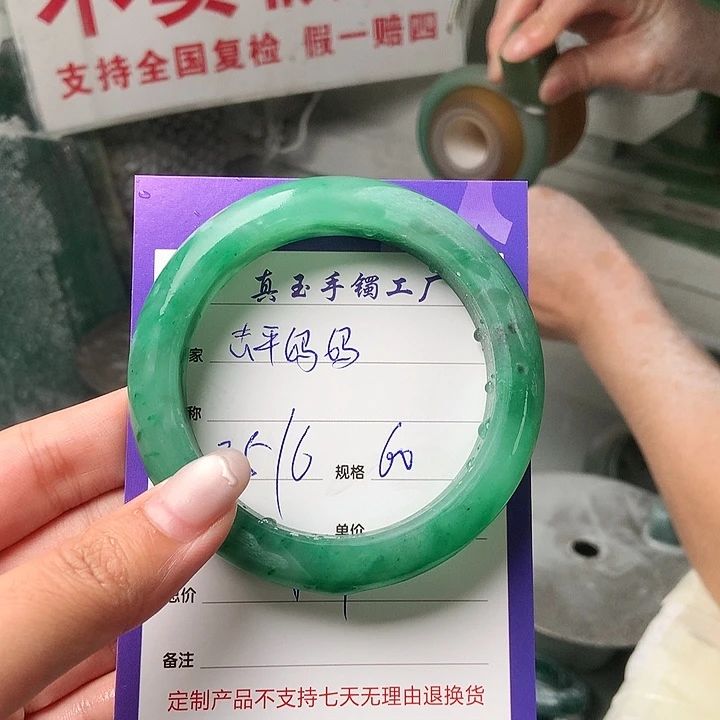 支持全国复检 假一赔四
真玉手镯工厂
家 去平妈妈
称
规格 60
单价
总价
备注
定制产品不支持七天无理由退换货